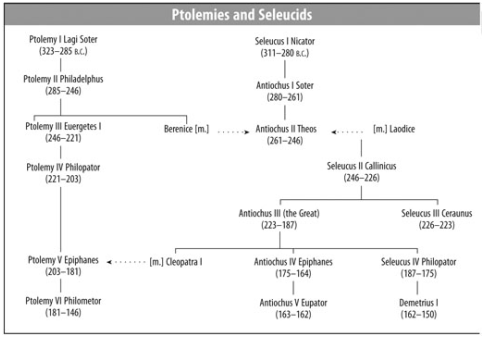 Ptolemies and Seleucids
Ptolemy I Lagi Soter
(323–285 B.C.)
Seleucus I Nicator
(311–280 B.C.)
Ptolemy II Philadelphus
(285–246)
Antiochus I Soter
(280–261)
Ptolemy III Euergetes I
(246–221)
Berenice [m.]
Antiochus II Theos
(261–246)
[m.] Laodice
Ptolemy IV Philopator
(221–203)
Seleucus II Callinicus
(246–226)
Antiochus III (the Great)
(223–187)
Seleucus III Ceraunus
(226–223)
Ptolemy V Epiphanes
(203–181)
[m.] Cleopatra I
Antiochus IV Epiphanes
(175–164)
Seleucus IV Philopator
(187–175)
Ptolemy VI Philometor
(181–146)
Antiochus V Eupator
(163–162)
Demetrius I
(162–150)